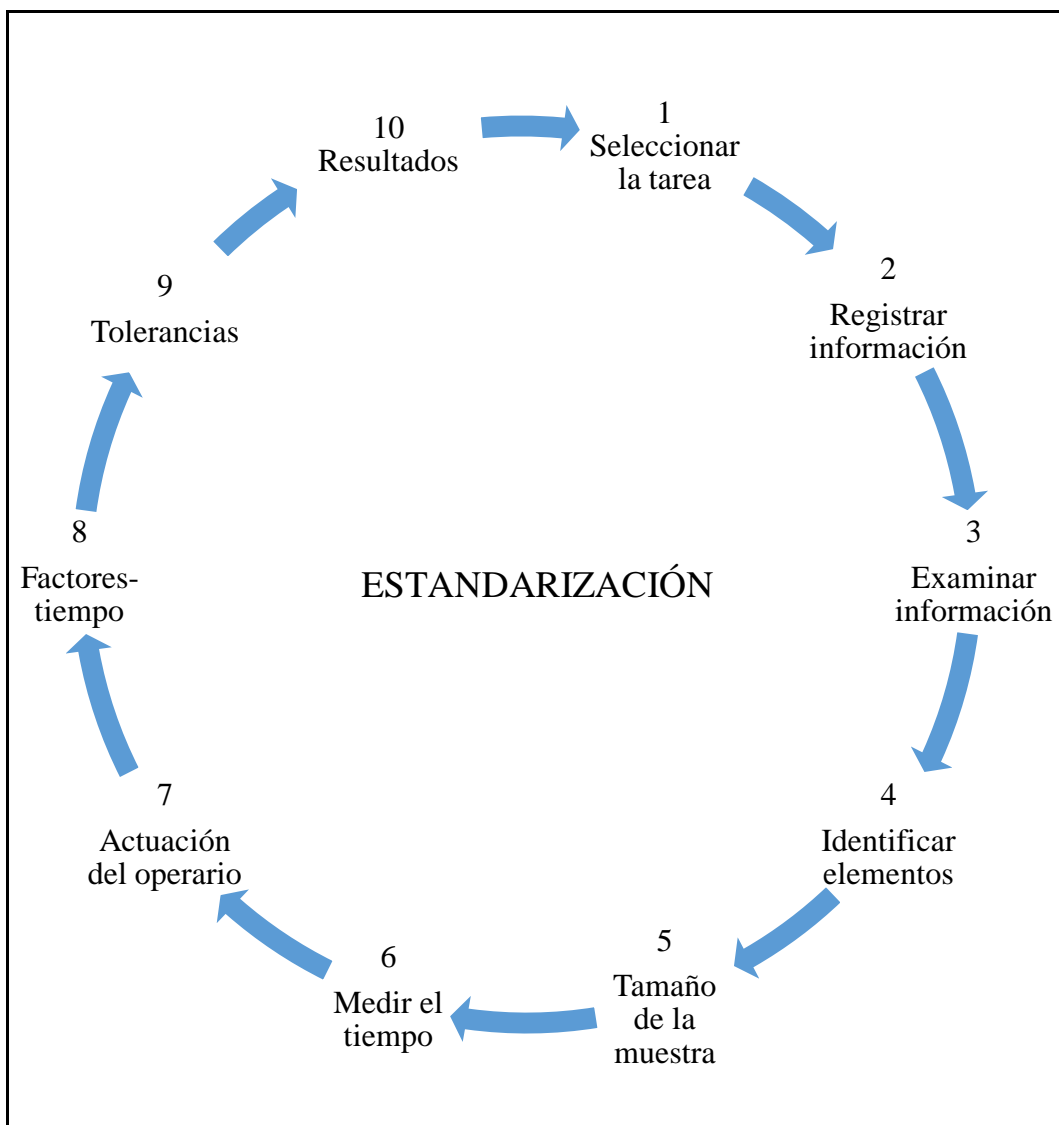 1
Seleccionar
la tarea
2
Registrar
información
3
Examinar
información
4
Identificar
elementos
5
Tamaño
de la
muestra
6
Medir el
tiempo
7
Actuación
del operario
8
Factores-
tiempo
9
Tolerancias
10
Resultados
ESTANDARIZACIÓN